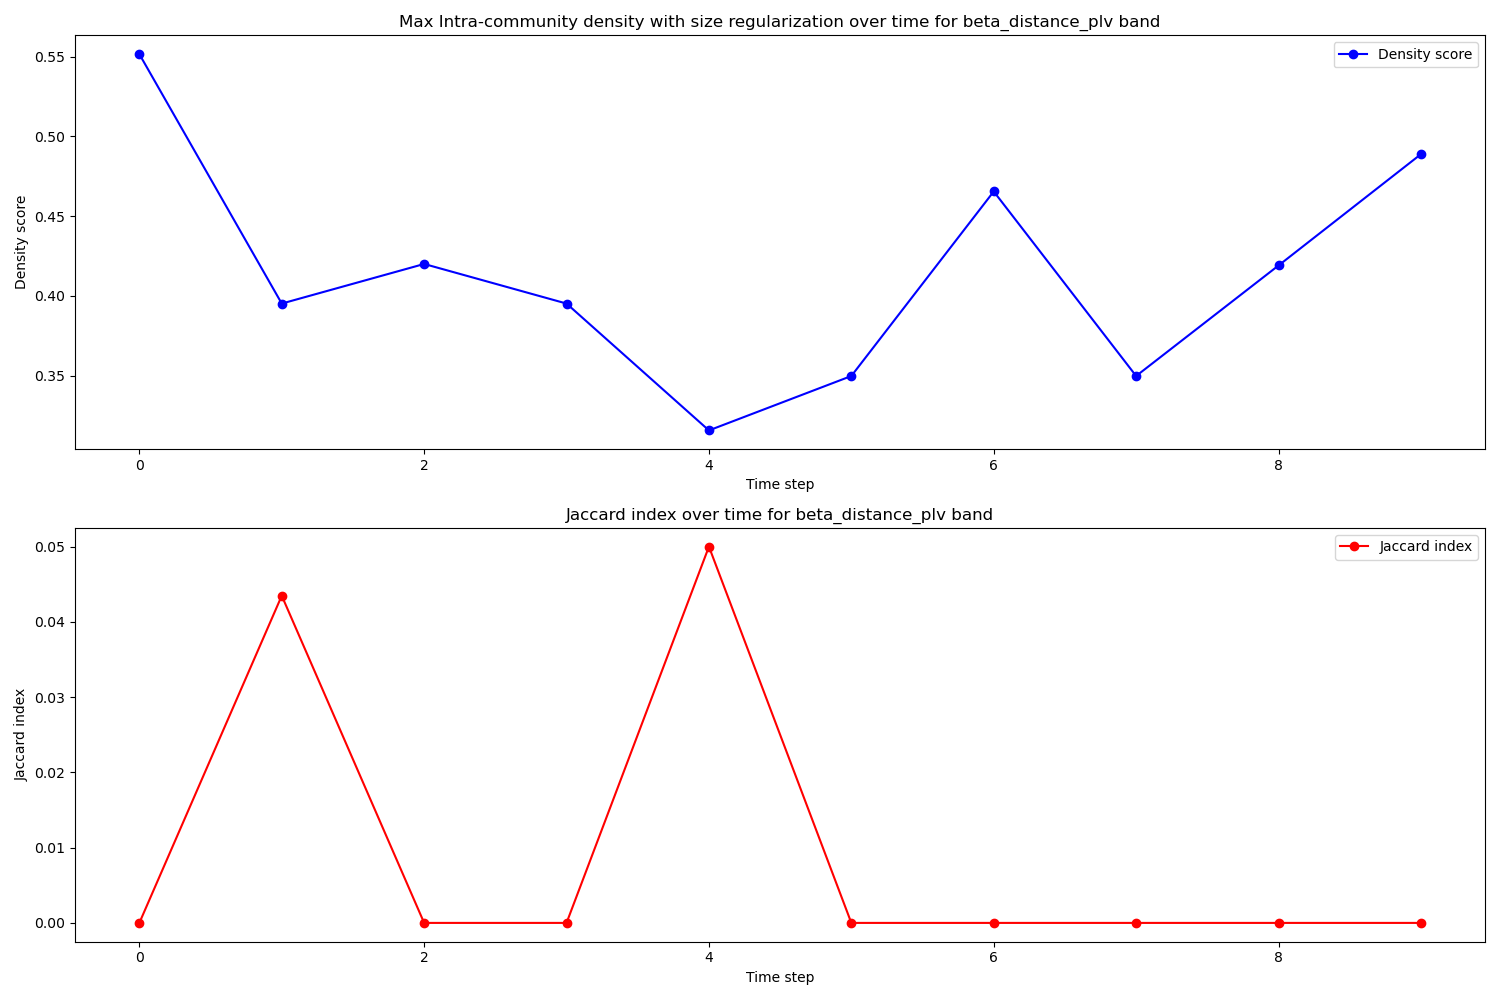 Max Intra-community density with size regularization over time for beta_distance_plv band
Density score
0.55
0.50
0.45
0.40
0.35
Density score
0 2 4 6 8
Time step
Jaccard index over time for beta_distance_plv band
Jaccard index
0.05
0.04
0.03
0.02
0.01
0.00
Jaccard index
0 2 4 6 8
Time step